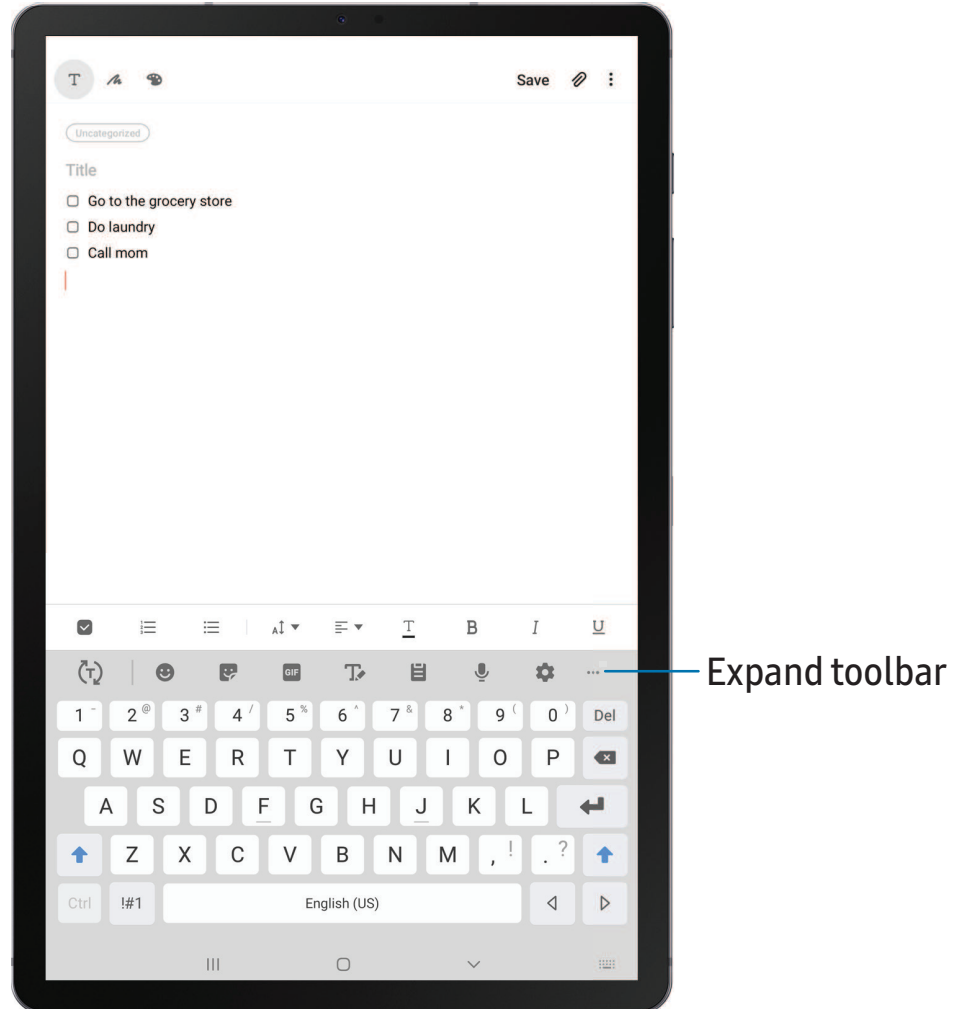 T Save
Uncategorized
Title
Go to the grocery store
Do laundry
Call mom
A T B I U
T GIF T
Expand toolbar
1 - 2 @ 3 # 4 / 5 % 6 ^ 7 & 8 * 9 ( 0 ) Del
Q W E R T Y U I O P
A S D F G H J K L
Z X C V B N M , ! . ?
Ctrl !#1 English (US)